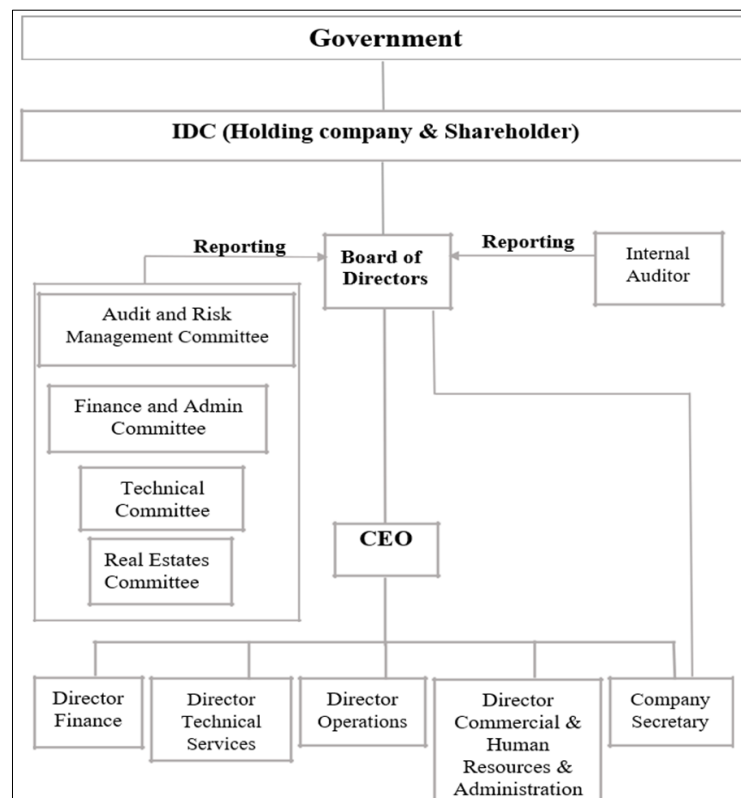 Government
IDC (Holding company & Shareholder)
Reporting
Board of
Directors
Reporting
Internal
Auditor
Audit and Risk
Management Committee
Finance and Admin
Committee
Technical
Committee
Real Estates
Committee
CEO
Director
Finance
Director
Technical
Services
Director
Operations
Director
Commercial &
Human
Resources &
Administration
Company
Secretary